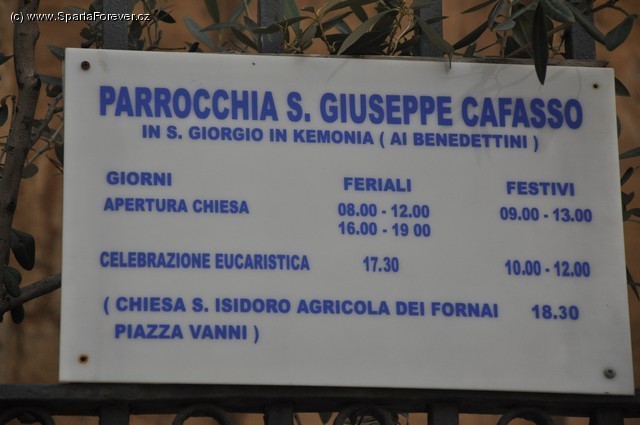 (c) www.SpartaForever.cz
PARROCCHIA S. GIUSEPPE CAFASSO
IN S. GIORGIO IN KEMONIA ( AI BENEDETTINI )
GIORNI FERIALI FESTIVI
APERTURA CHIESA 08.00 - 12.00 09.00 - 13.00
16.00 - 19 00
CELEBRAZIONE EUCARISTICA 17.30 10.00 - 12.00
( CHIESA S. ISIDORO AGRICOLA DEI FORNAI 18.30
PIAZZA VANNI )